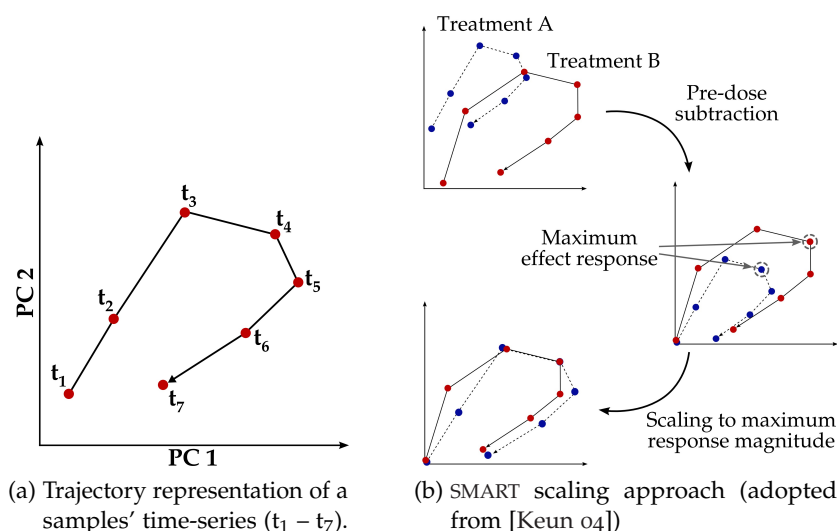 PC 2
t1
t2
t3
t4
t5
t6
t7
PC 1
(a) Trajectory representation of a
samples' time-series (t1 – t7).
Treatment A
Treatment B
Pre-dose
subtraction
Maximum
effect response
Scaling to maximum
response magnitude
(b) SMART scaling approach (adopted
from [Keun 04])